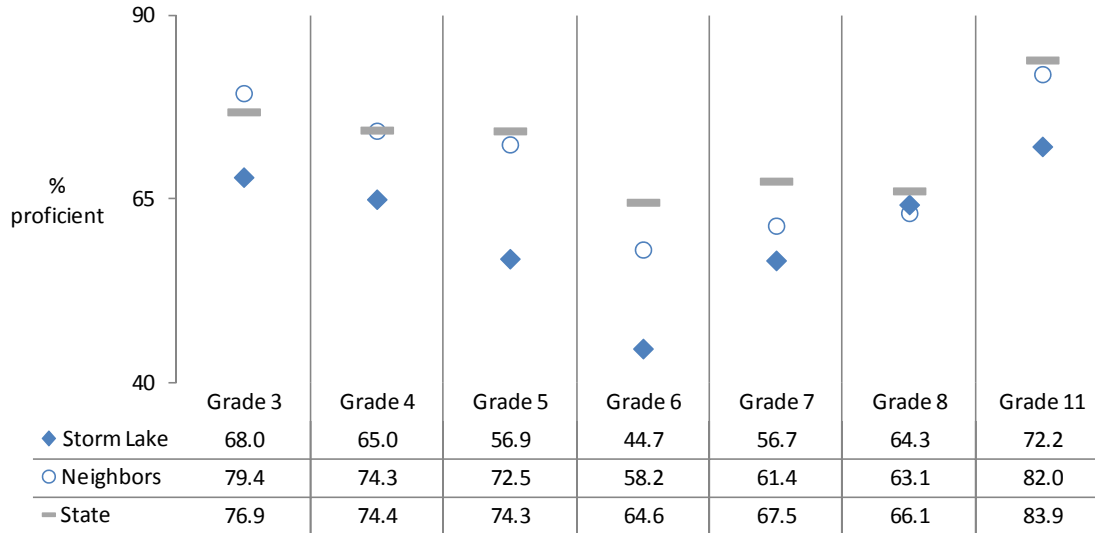 90
%
proficient
65
40
Grade 3 Grade 4 Grade 5 Grade 6 Grade 7 Grade 8 Grade 11
Storm Lake 68.0 65.0 56.9 44.7 56.7 64.3 72.2
Neighbors 79.4 74.3 72.5 58.2 61.4 63.1 82.0
State 76.9 74.4 74.3 64.6 67.5 66.1 83.9